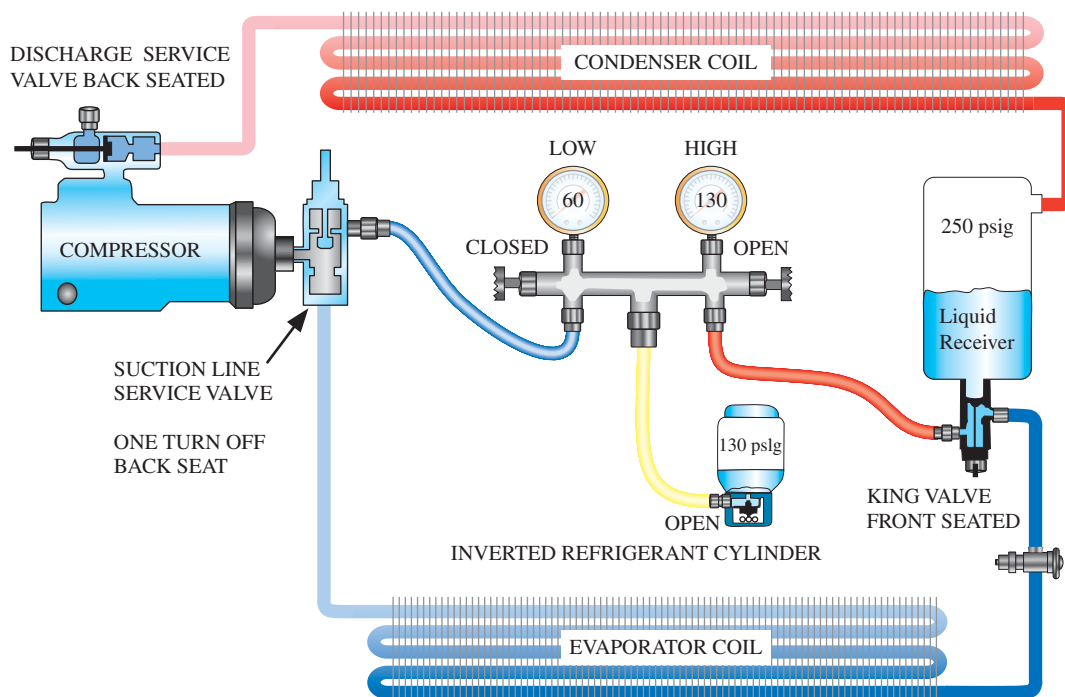 DISCHARGE SERVICE
VALVE BACK SEATED
CONDENSER COIL
LOW
HIGH
60
130
CLOSED
OPEN
COMPRESSOR
250 psig
Liquid
Receiver
SUCTION LINE
SERVICE VALVE
ONE TURN OFF
BACK SEAT
130 pslg
OPEN
INVERTED REFRIGERANT CYLINDER
KING VALVE
FRONT SEATED
EVAPORATOR COIL